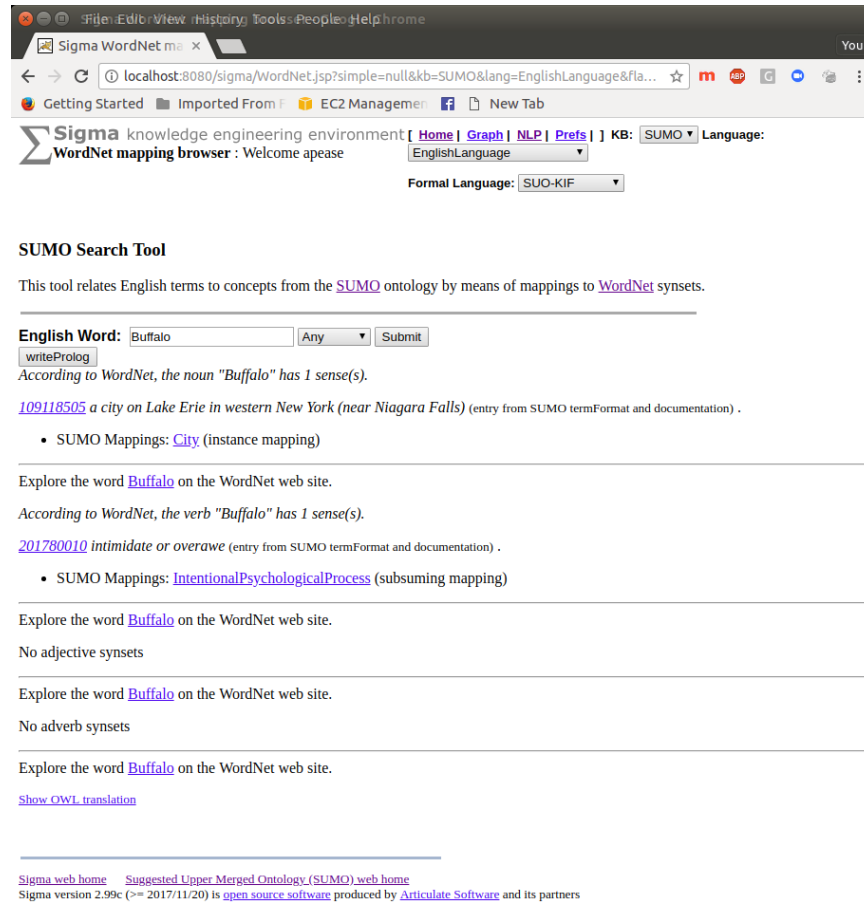 File Edit View History Tools People Help
Sigma WordNet ma ×
You
localhost:8080/sigma/WordNet.jsp?simple=null&kb=SUMO&lang=EnglishLanguage&fla...
m ABP G
Getting Started Imported From F EC2 Managemen f New Tab
Sigma knowledge engineering environment [ Home | Graph | NLP | Prefs | ] KB: SUMO Language:
WordNet mapping browser : Welcome apease EnglishLanguage
Formal Language: SUO-KIF
SUMO Search Tool
This tool relates English terms to concepts from the SUMO ontology by means of mappings to WordNet synsets.
English Word: Buffalo Any Submit
writeProlog
According to WordNet, the noun "Buffalo" has 1 sense(s).
109118505 a city on Lake Erie in western New York (near Niagara Falls) (entry from SUMO termFormat and documentation) .
• SUMO Mappings: City (instance mapping)
Explore the word Buffalo on the WordNet web site.
According to WordNet, the verb "Buffalo" has 1 sense(s).
201780010 intimidate or overawe (entry from SUMO termFormat and documentation) .
• SUMO Mappings: IntentionalPsychologicalProcess (subsuming mapping)
Explore the word Buffalo on the WordNet web site.
No adjective synsets
Explore the word Buffalo on the WordNet web site.
No adverb synsets
Explore the word Buffalo on the WordNet web site.
Show OWL translation
Sigma web home Suggested Upper Merged Ontology (SUMO) web home
Sigma version 2.99c (>= 2017/11/20) is open source software produced by Articulate Software and its partners